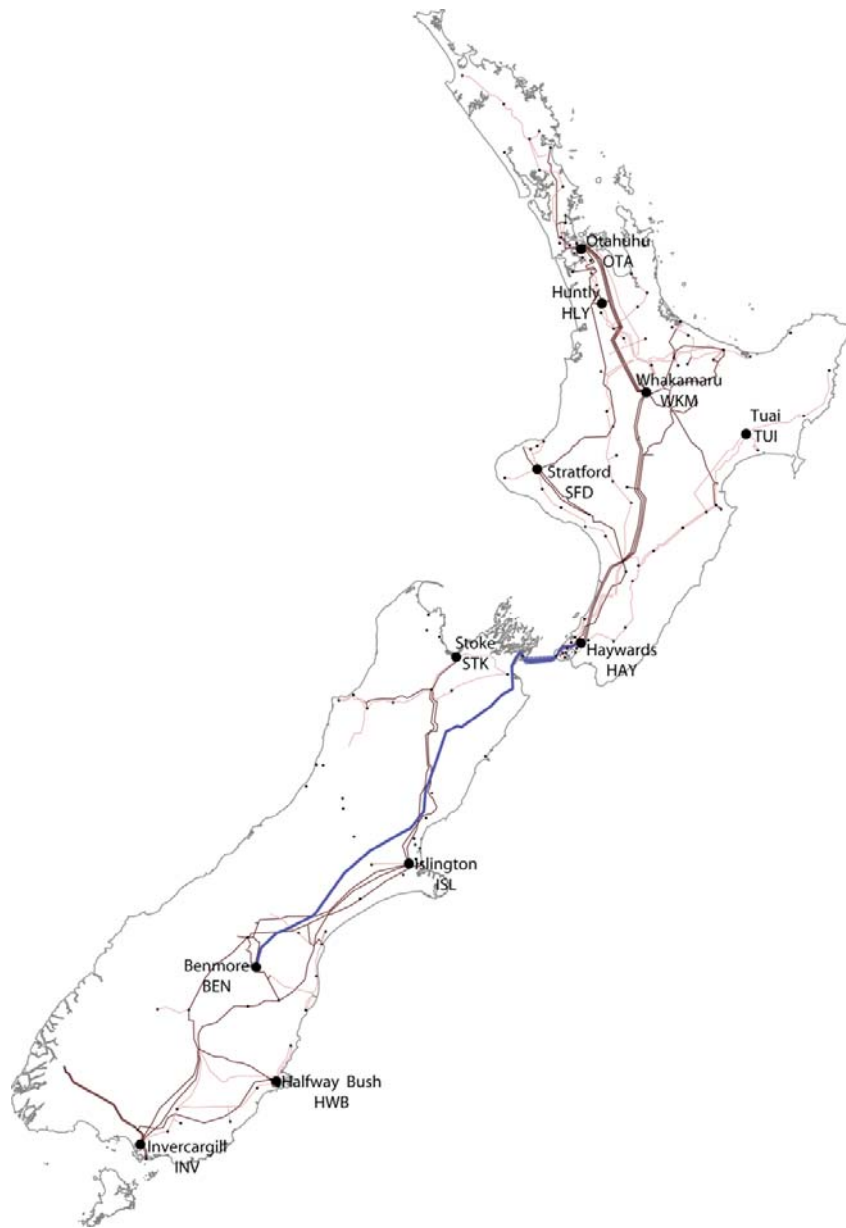 Otahuhu
OTA
Huntly
HLY
Whakamaru
WKM
Tuai
TUI
Stratford
SFD
Stoke
STK
Haywards
HAY
Islington
ISL
Benmore
BEN
Halfway Bush
HWB
Invercargill
INV